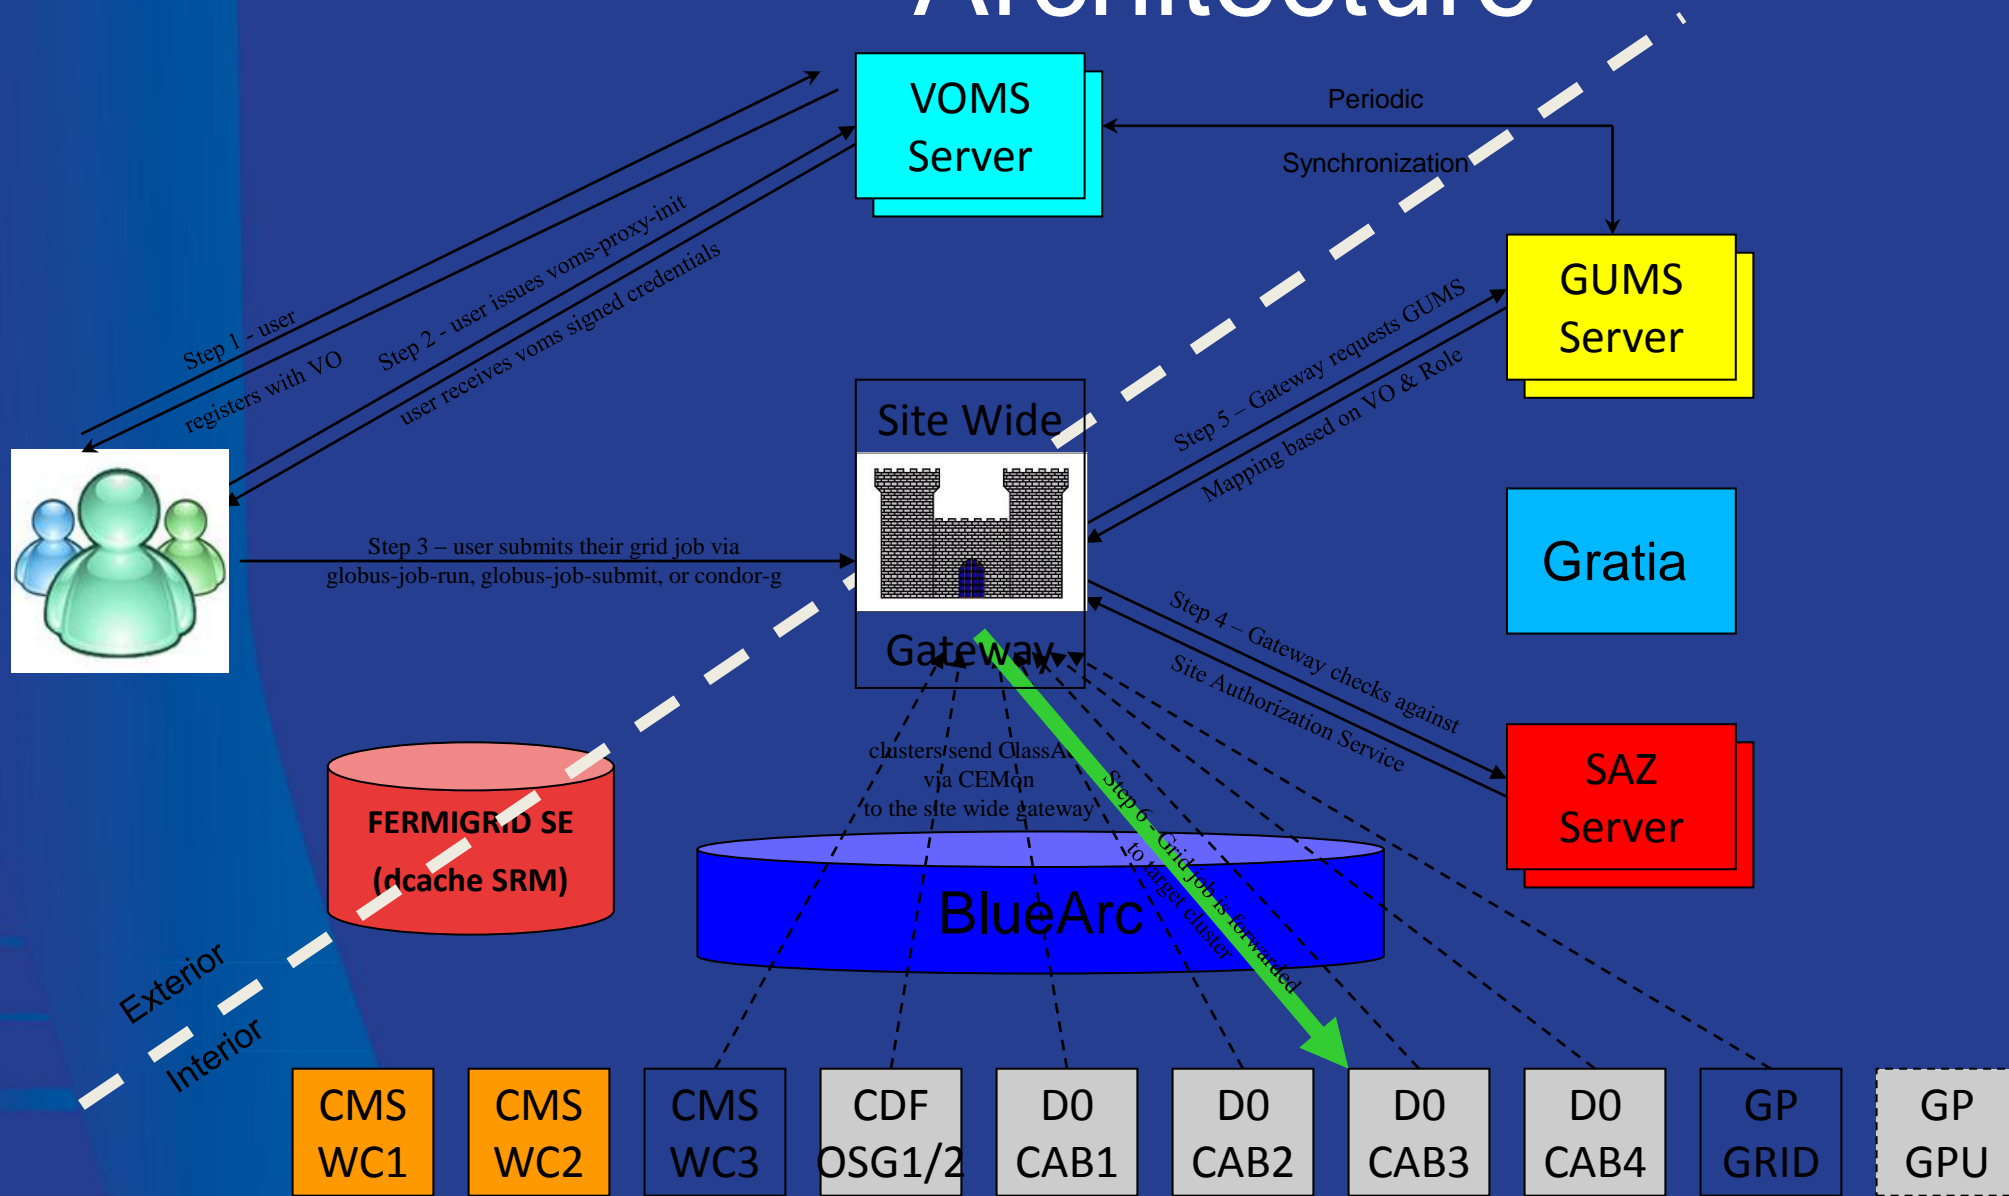 Architecture
VOMS
Server
Periodic
Synchronization
GUMS
Server
Step 1 - user
registers with VO
Step 2 - user issues voms-proxy-init
user receives voms signed credentials
Step 5 – Gateway requests GUMS
Mapping based on VO & Role
Site Wide
Gateway
Step 3 – user submits their grid job via
globus-job-run, globus-job-submit, or condor-g
Gratia
Step 4 – Gateway checks against
Site Authorization Service
SAZ
Server
clusters send ClassA
via CEMon
to the site wide gateway
Step 6 - Grid job is forwarded
to target cluster
FERMIGRID SE
(dcache SRM)
BlueArc
Exterior
Interior
CMS
WC1
CMS
WC2
CMS
WC3
CDF
OSG1/2
D0
CAB1
D0
CAB2
D0
CAB3
D0
CAB4
GP
GRID
GP
GPU